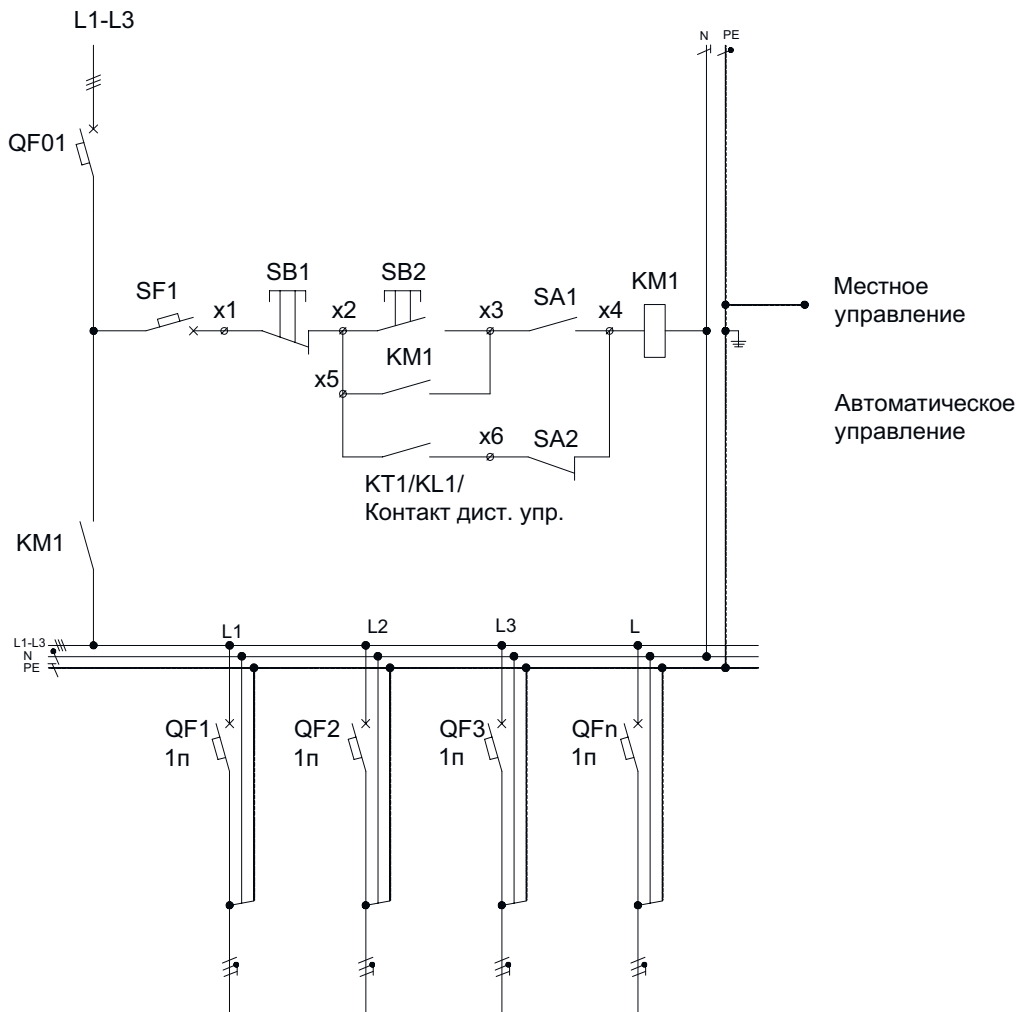 L1-L3
N PE
QF01
SF1 x1 SB1 x2 SB2 x3 SA1 x4 KM1
Местное
управление
KM1
x5
Автоматическое
управление
x6 SA2
KT1/KL1/
Контакт дист. упр.
KM1
L1 L2 L3 L
L1-L3
N
PE
QF1 QF2 QF3 QFn
1п 1п 1п 1п